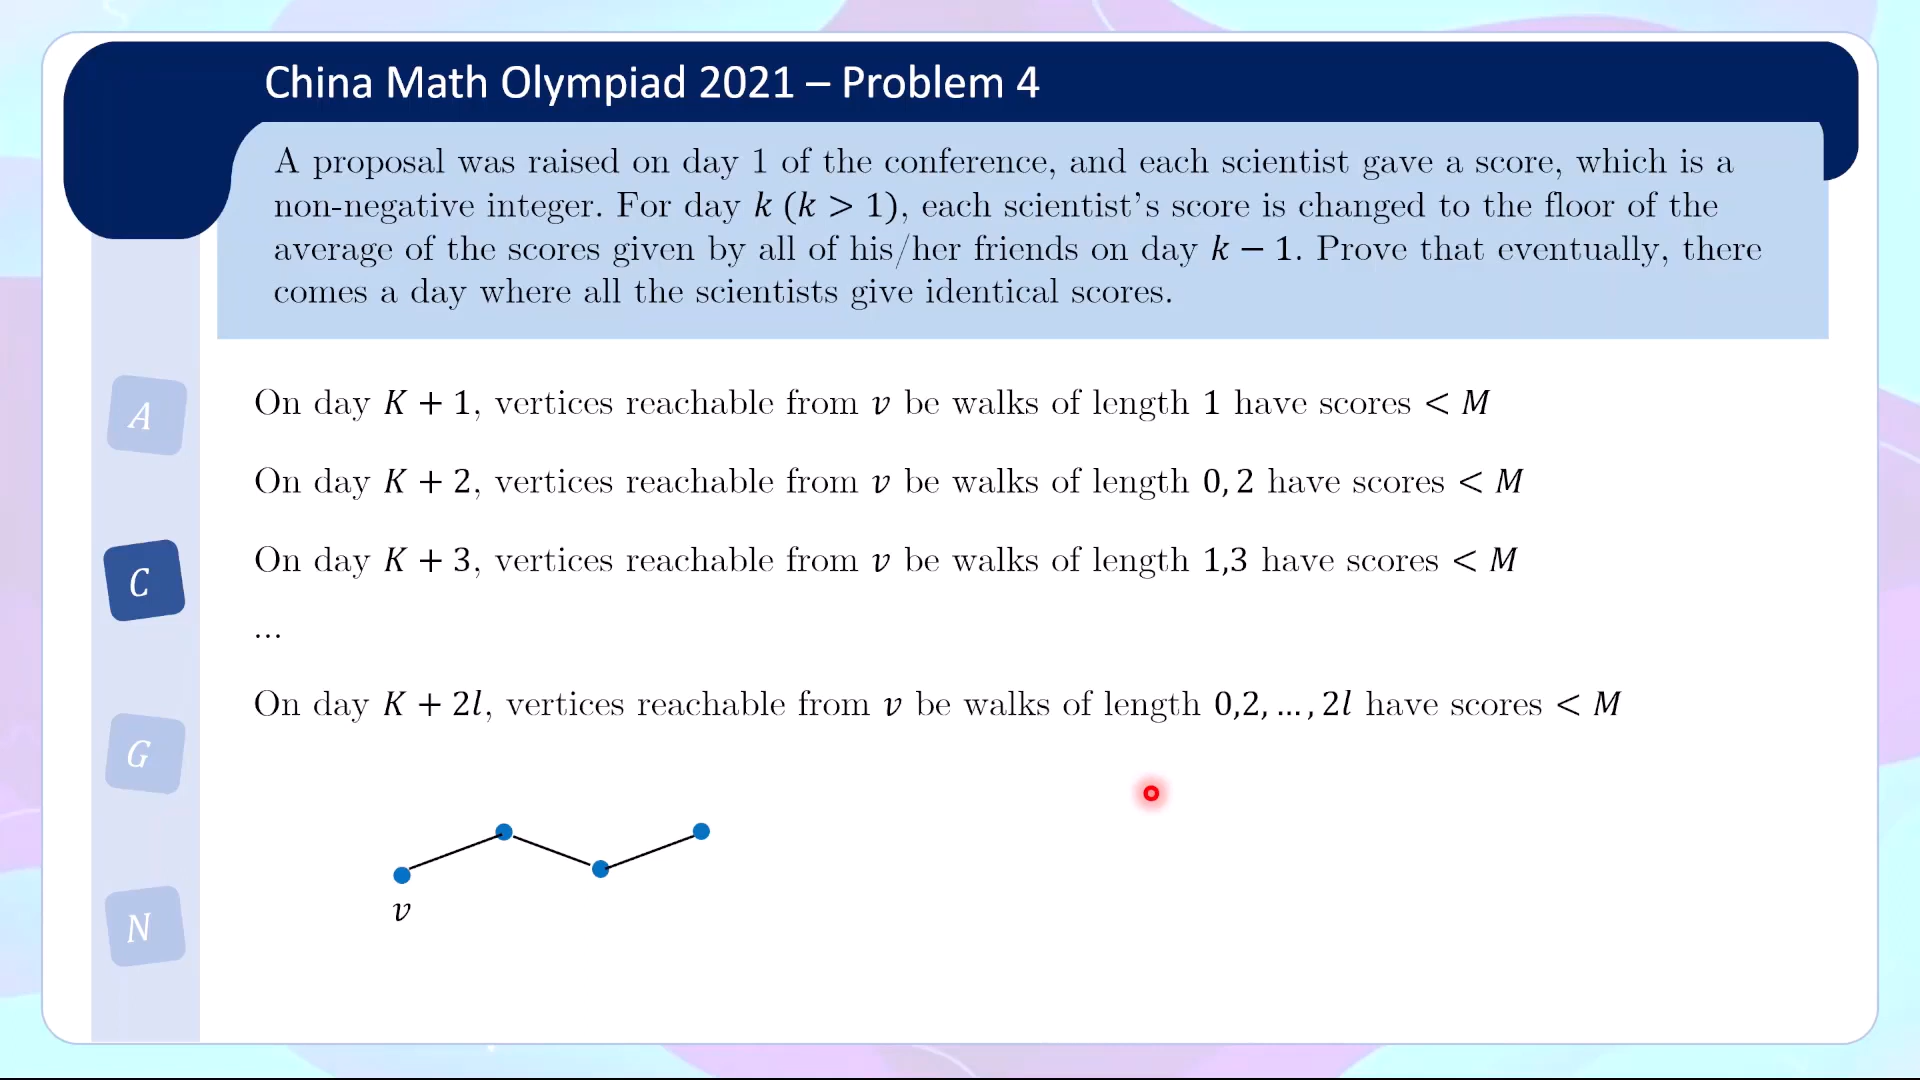 China Math Olympiad 2021 – Problem 4
A proposal was raised on day 1 of the conference, and each scientist gave a score, which is a
non-negative integer. For day k (k > 1), each scientist's score is changed to the floor of the
average of the scores given by all of his/her friends on day k − 1. Prove that eventually, there
comes a day where all the scientists give identical scores.
A
On day K + 1, vertices reachable from v be walks of length 1 have scores < M
On day K + 2, vertices reachable from v be walks of length 0, 2 have scores < M
C
On day K + 3, vertices reachable from v be walks of length 1,3 have scores < M
...
On day K + 2l, vertices reachable from v be walks of length 0,2, ... , 2l have scores < M
G
v
N